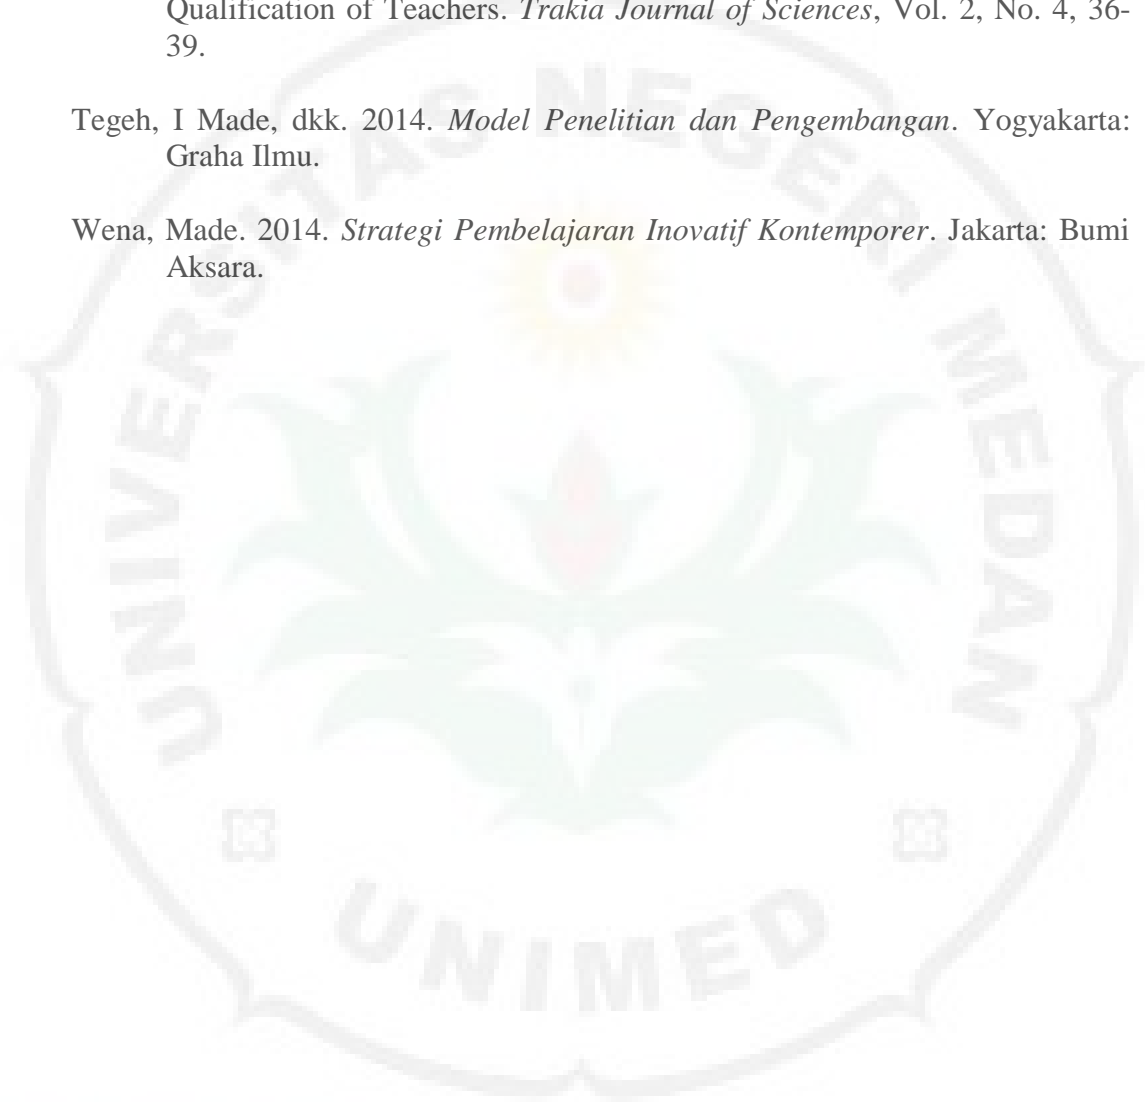 Qualification of Teachers. Trakia Journal of Sciences, Vol. 2, No. 4, 36-
39.
Tegeh, I Made, dkk. 2014. Model Penelitian dan Pengembangan. Yogyakarta:
Graha Ilmu.
Wena, Made. 2014. Strategi Pembelajaran Inovatif Kontemporer. Jakarta: Bumi
Aksara.
UNIVERSITAS NEGERI MEDAN
UNIMED